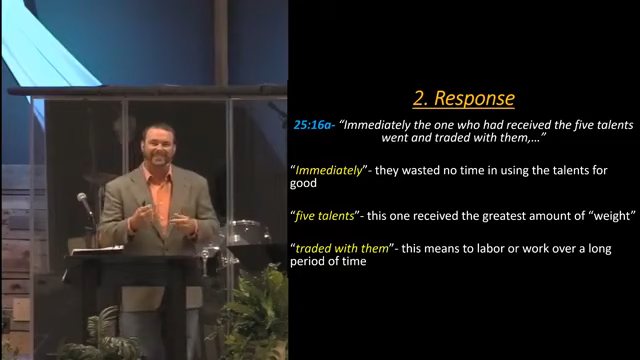 2. Response
25:16a- “Immediately the one who had received the five talents
went and traded with them,…”
“Immediately”- they wasted no time in using the talents for
good
“five talents”- this one received the greatest amount of “weight”
“traded with them”- this means to labor or work over a long
period of time